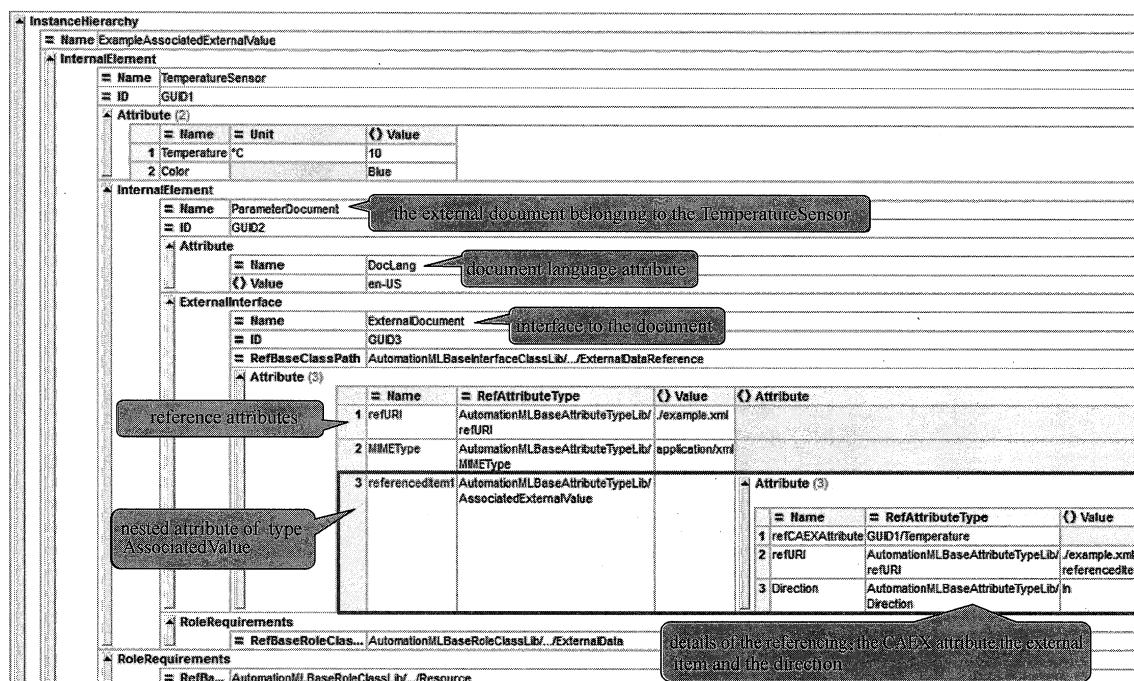 InstanceHierarchy
= Name ExampleAssociatedExternalValue
InternalElement
= Name TemperatureSensor
= ID GUID1
Attribute (2)
= Name = Unit () Value
1 Temperature °C 10
2 Color Blue
InternalElement
= Name ParameterDocument
the external document belonging to the TemperatureSensor
= ID GUID2
Attribute
= Name DocLang
document language attribute
() Value en-US
ExternalInterface
= Name ExternalDocument
interface to the document
= ID GUID3
= RefBaseClassPath AutomationMLBaseInterfaceClassLib/.../ExternalDataReference
Attribute (3)
= Name = RefAttributeType () Value () Attribute
reference attributes
1 refURI AutomationMLBaseAttributeTypeLib/ ./example.xml
refURI
2 MIMEType AutomationMLBaseAttributeTypeLib/ application/xml
MIMEType
3 referencedItem1 AutomationMLBaseAttributeTypeLib/ Attribute (3)
AssociatedExternalValue
nested attribute of type
AssociatedValue
= Name = RefAttributeType () Value
1 refCAEXAttribute GUID1/Temperature
2 refURI AutomationMLBaseAttributeTypeLib/ ./example.xml
refURI referencedIte
3 Direction AutomationMLBaseAttributeTypeLib/ In
Direction
RoleRequirements
= RefBaseRoleClas... AutomationMLBaseRoleClassLib/.../ExternalData
details of the referencing: the CAEX attribute, the external
item and the direction
RoleRequirements
= RefBa... AutomationMLBaseRoleClassLib/.../Resource